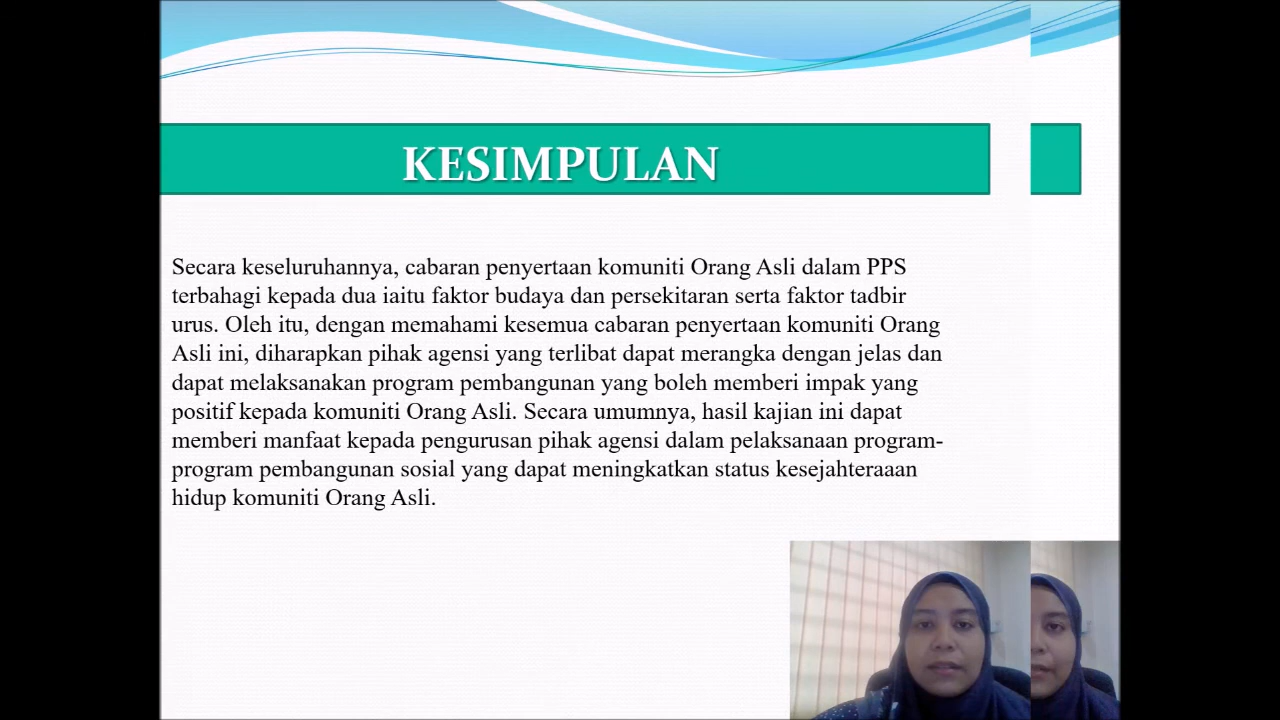 KESIMPULAN
Secara keseluruhannya, cabaran penyertaan komuniti Orang Asli dalam PPS
terbahagi kepada dua iaitu faktor budaya dan persekitaran serta faktor tadbir
urus. Oleh itu, dengan memahami kesemua cabaran penyertaan komuniti Orang
Asli ini, diharapkan pihak agensi yang terlibat dapat merangka dengan jelas dan
dapat melaksanakan program pembangunan yang boleh memberi impak yang
positif kepada komuniti Orang Asli. Secara umumnya, hasil kajian ini dapat
memberi manfaat kepada pengurusan pihak agensi dalam pelaksanaan program-
program pembangunan sosial yang dapat meningkatkan status kesejahteraaan
hidup komuniti Orang Asli.